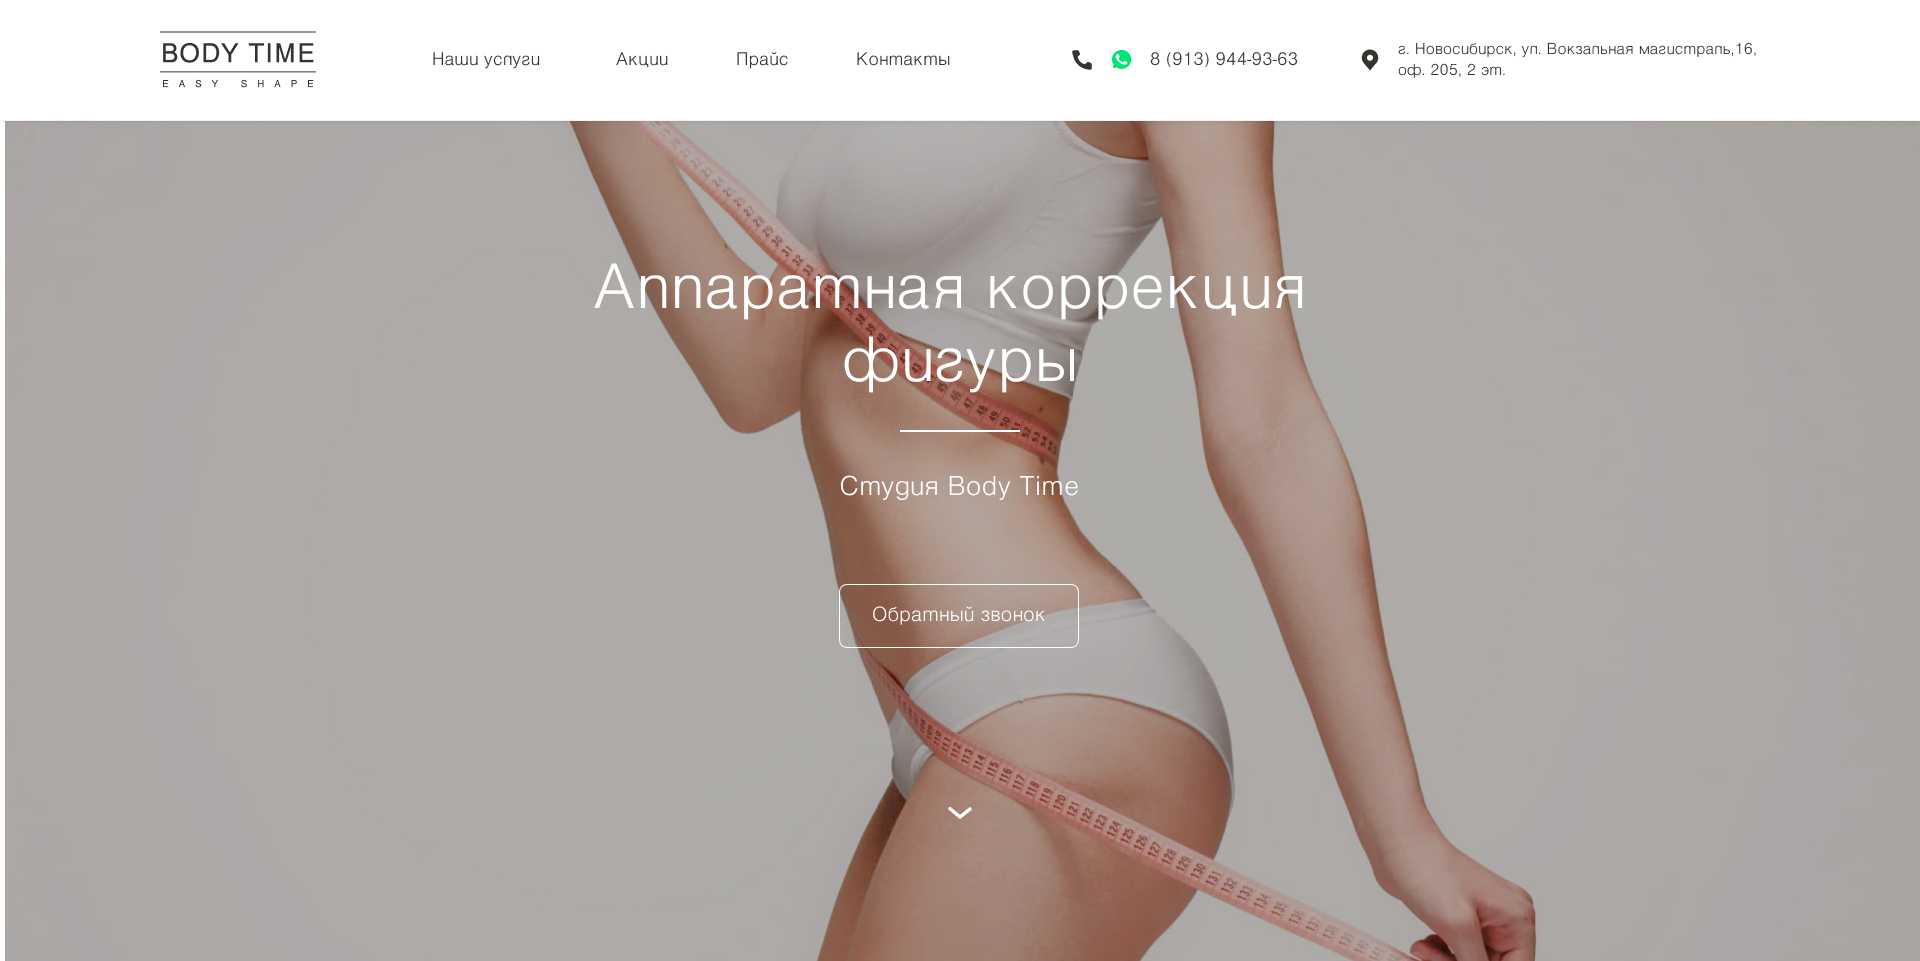 BODY TIME
EASY SHAPE
Наши услуги
Акции
Прайс
Контакты
8 (913) 944-93-63
г. Новосибирск, ул. Вокзальная магистраль,16,
оф. 205, 2 эт.
Аппаратная коррекция
фигуры
Студия Body Time
Обратный звонок